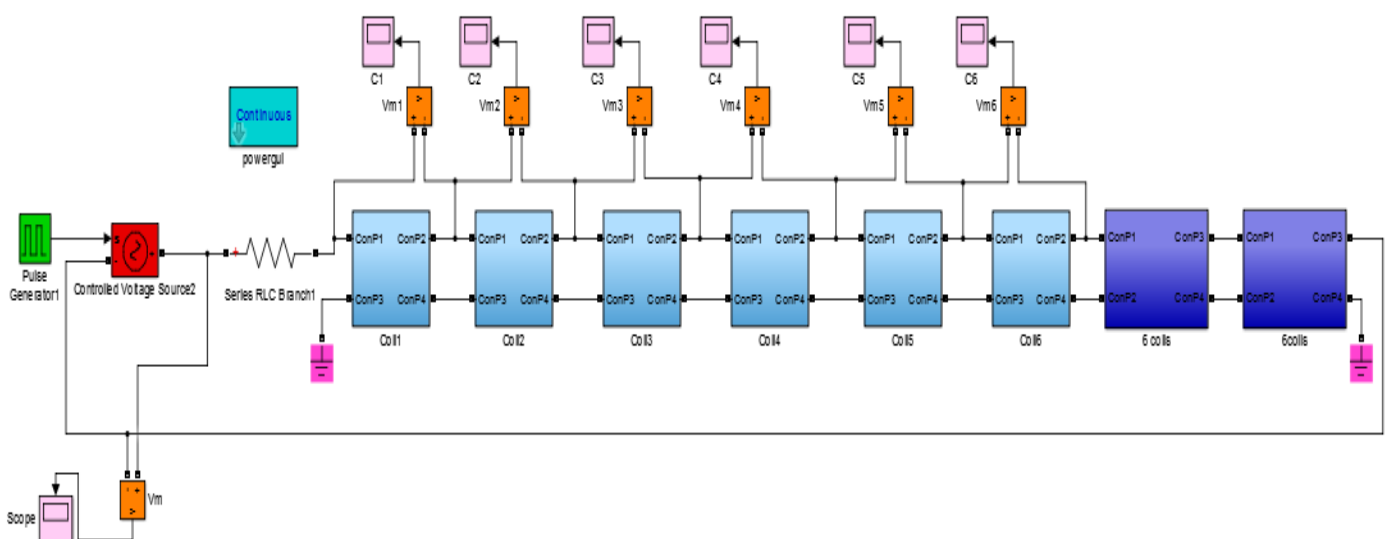 C1
C2
C3
C4
C5
C6
Vm1
Vm2
Vm3
Vm4
Vm5
Vm6
+ -
+ -
+ -
+ -
+ -
+ -
Continuous
powergui
Pulse
Generator1
s
-
+
Controlled Voltage Source2
+
Series RLC Branch1
ConP1 ConP2
ConP3 ConP4
Coil1
ConP1 ConP2
ConP3 ConP4
Coil2
ConP1 ConP2
ConP3 ConP4
Coil3
ConP1 ConP2
ConP3 ConP4
Coil4
ConP1 ConP2
ConP3 ConP4
Coil5
ConP1 ConP2
ConP3 ConP4
Coil6
ConP1 ConP3
ConP2 ConP4
6 coils
ConP1 ConP3
ConP2 ConP4
6coils
- +
Vm
Scope